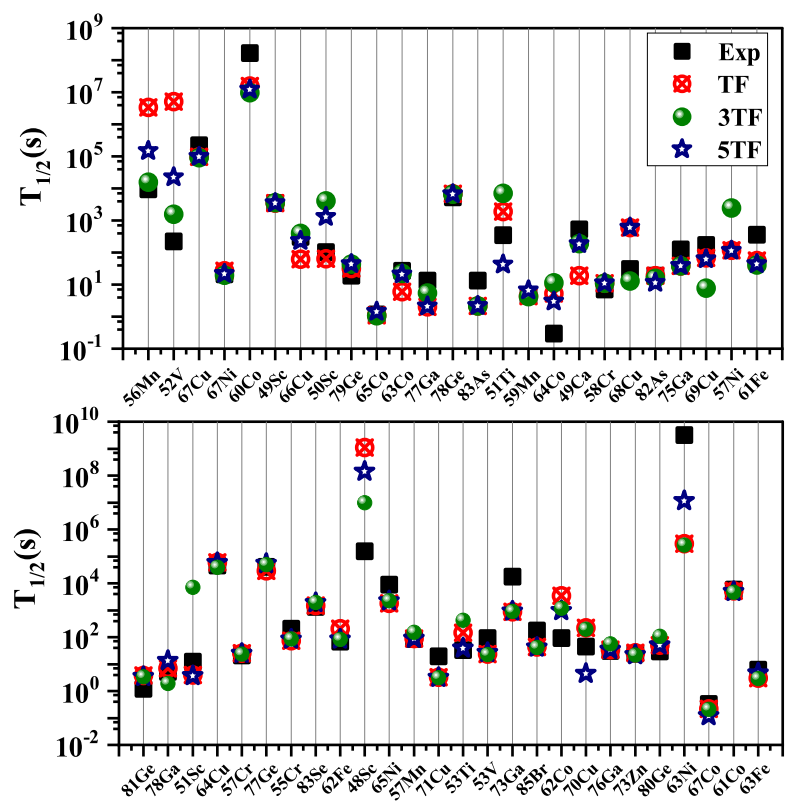 10^9
10^7
10^5
10^3
10^1
10^-1
T_1/2(s)
Exp
TF
3TF
5TF
56Mn
52V
67Cu
67Ni
60Co
49Sc
66Cu
50Sc
79Ge
65Co
63Co
77Ga
78Ge
83As
51Ti
59Mn
64Co
49Ca
58Cr
68Cu
82As
75Ga
69Cu
57Ni
61Fe
10^10
10^8
10^6
10^4
10^2
10^0
10^-2
T_1/2(s)
81Ge
78Ga
51Sc
64Cu
57Cr
77Ge
55Cr
83Se
62Fe
48Sc
65Ni
57Mn
71Cu
53Ti
53V
73Ga
85Br
62Co
70Cu
76Ga
73Zn
80Ge
63Ni
67Co
61Co
63Fe